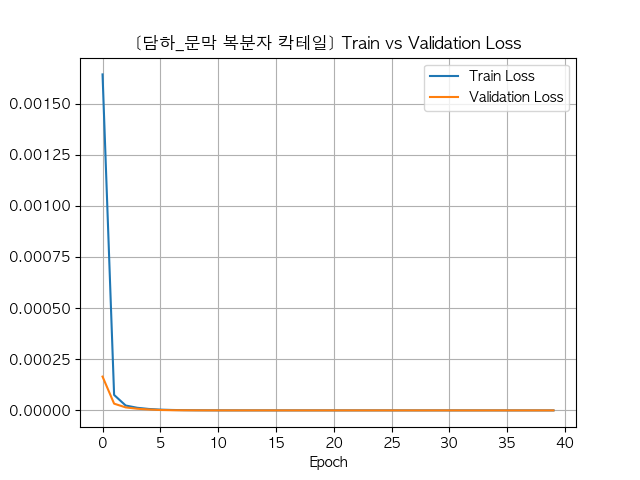 [담하_문막 복분자 칵테일] Train vs Validation Loss
Train Loss
Validation Loss
0.00150
0.00125
0.00100
0.00075
0.00050
0.00025
0.00000
0 5 10 15 20 25 30 35 40
Epoch